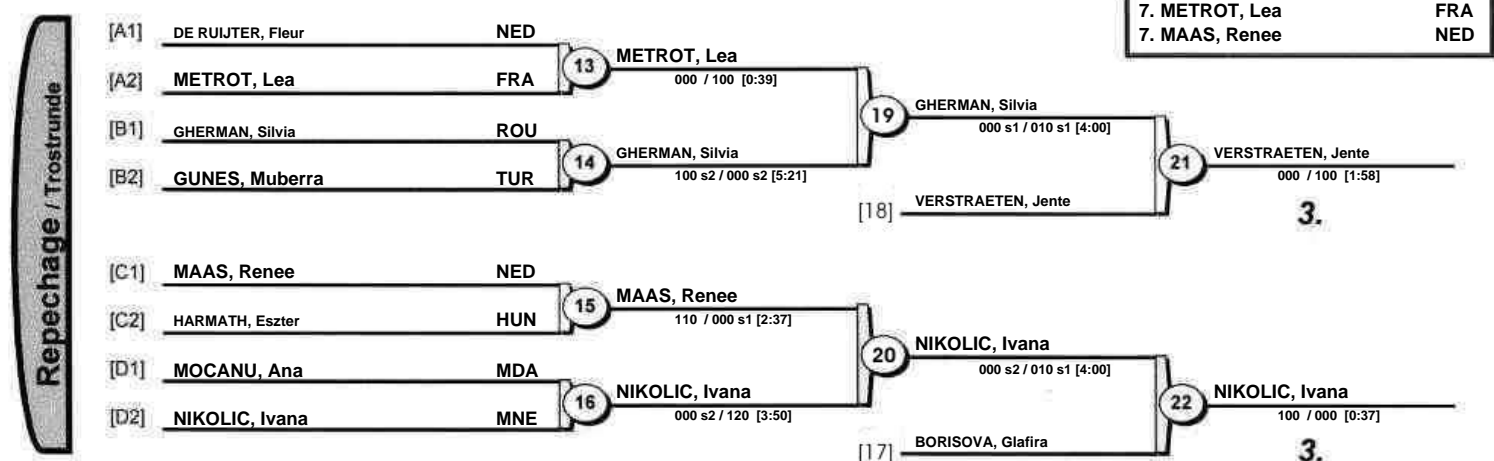 7. METROT, Lea FRA
7. MAAS, Renee NED
Repechage / Trostrunde
[A1] DE RUIJTER, Fleur NED
[A2] METROT, Lea FRA
13
METROT, Lea
000 / 100 [0:39]
[B1] GHERMAN, Silvia ROU
[B2] GUNES, Muberra TUR
14
GHERMAN, Silvia
100 s2 / 000 s2 [5:21]
19
GHERMAN, Silvia
000 s1 / 010 s1 [4:00]
[18] VERSTRAETEN, Jente
21
VERSTRAETEN, Jente
000 / 100 [1:58]
3.
[C1] MAAS, Renee NED
[C2] HARMATH, Eszter HUN
15
MAAS, Renee
110 / 000 s1 [2:37]
[D1] MOCANU, Ana MDA
[D2] NIKOLIC, Ivana MNE
16
NIKOLIC, Ivana
000 s2 / 120 [3:50]
20
NIKOLIC, Ivana
000 s2 / 010 s1 [4:00]
[17] BORISOVA, Glafira
22
NIKOLIC, Ivana
100 / 000 [0:37]
3.